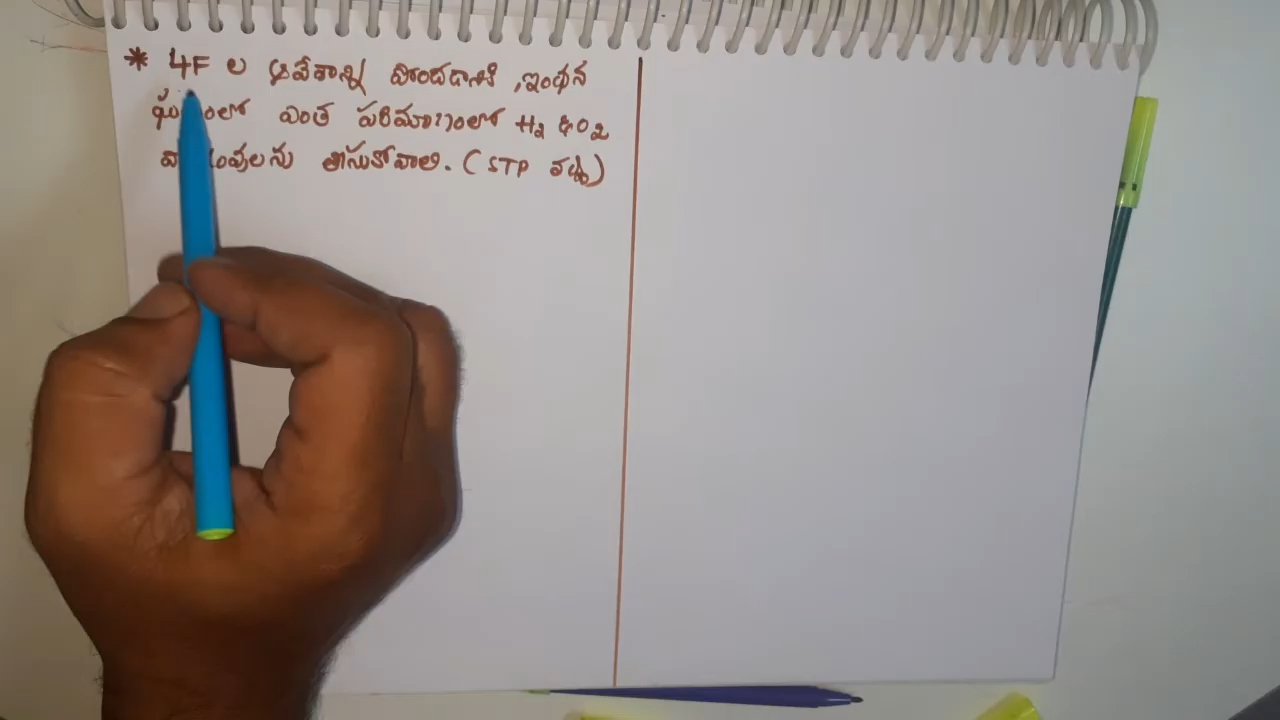 * 4F ల ఆవేశాన్ని పొందడానికి, ఇంధన
ఎంత పరిమాణంలో H2 & O2
తీసుకోవాలి. (STP వద్ద)